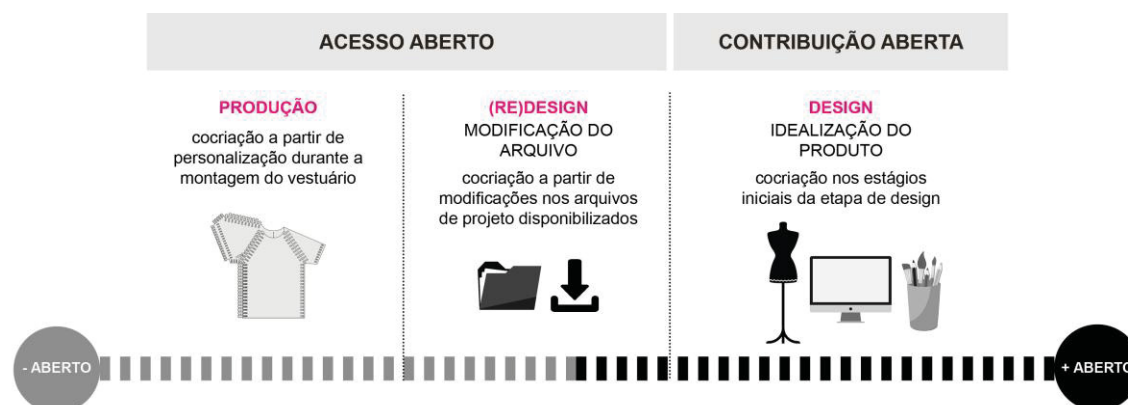 ACESSO ABERTO
CONTRIBUIÇÃO ABERTA
PRODUÇÃO
cocriação a partir de
personalização durante a
montagem do vestuário
(RE)DESIGN
MODIFICAÇÃO DO
ARQUIVO
cocriação a partir de
modificações nos arquivos
de projeto disponibilizados
DESIGN
IDEALIZAÇÃO DO
PRODUTO
cocriação nos estágios
iniciais da etapa de design
- ABERTO
+ ABERTO